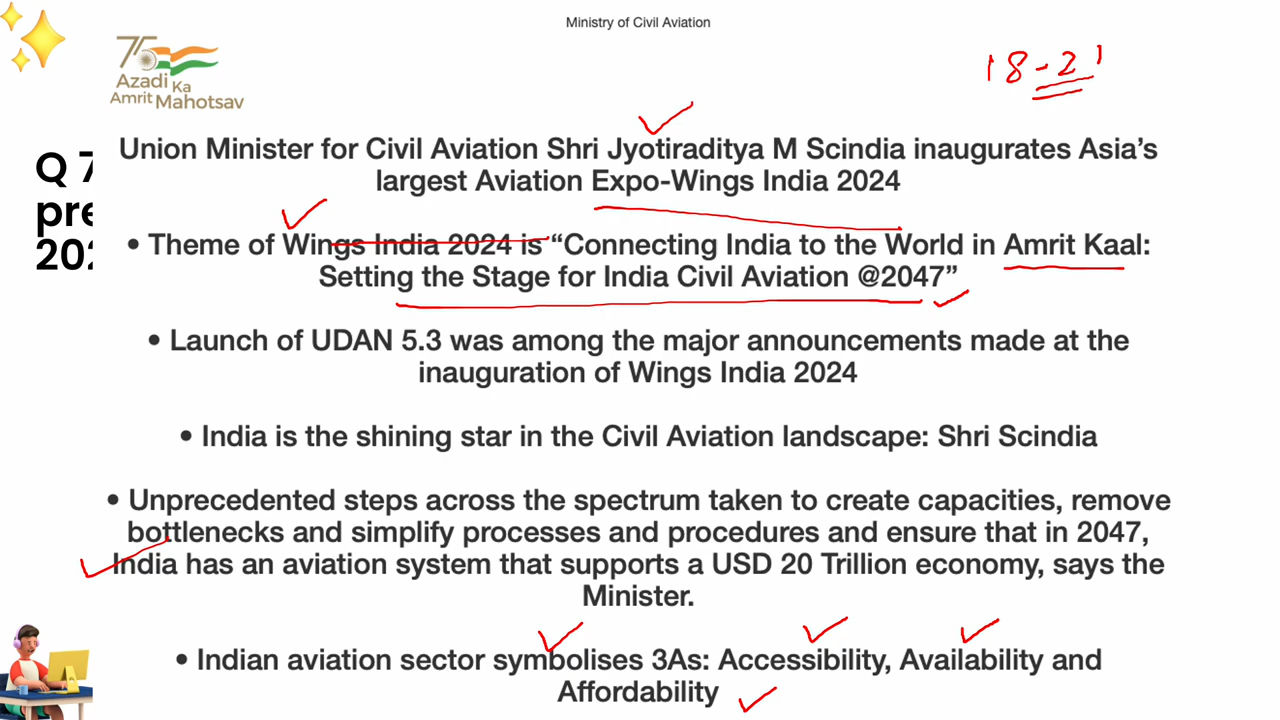 Ministry of Civil Aviation
75
Azadi Ka
Amrit Mahotsav
18-21
Q 7
pre
202
Union Minister for Civil Aviation Shri Jyotiraditya M Scindia inaugurates Asia’s
largest Aviation Expo-Wings India 2024
• Theme of Wings India 2024 is “Connecting India to the World in Amrit Kaal:
Setting the Stage for India Civil Aviation @2047”
• Launch of UDAN 5.3 was among the major announcements made at the
inauguration of Wings India 2024
• India is the shining star in the Civil Aviation landscape: Shri Scindia
• Unprecedented steps across the spectrum taken to create capacities, remove
bottlenecks and simplify processes and procedures and ensure that in 2047,
India has an aviation system that supports a USD 20 Trillion economy, says the
Minister.
• Indian aviation sector symbolises 3As: Accessibility, Availability and
Affordability